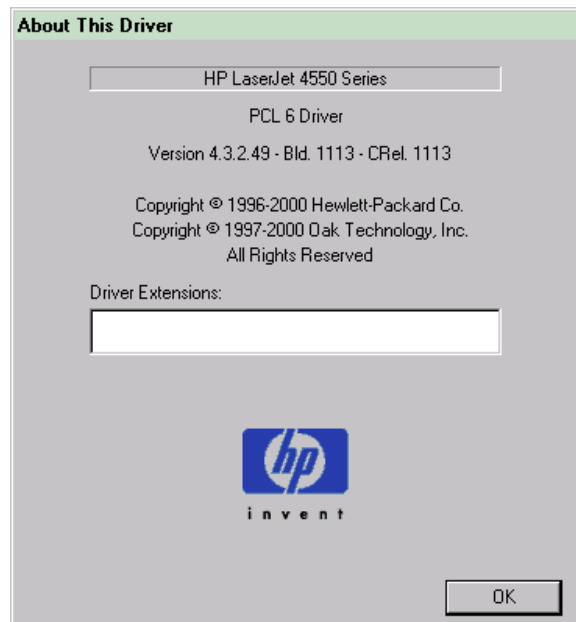 About This Driver
HP LaserJet 4550 Series
PCL 6 Driver
Version 4.3.2.49 - Bld. 1113 - CRel. 1113
Copyright © 1996-2000 Hewlett-Packard Co.
Copyright © 1997-2000 Oak Technology, Inc.
All Rights Reserved
Driver Extensions:
hp
invent
OK